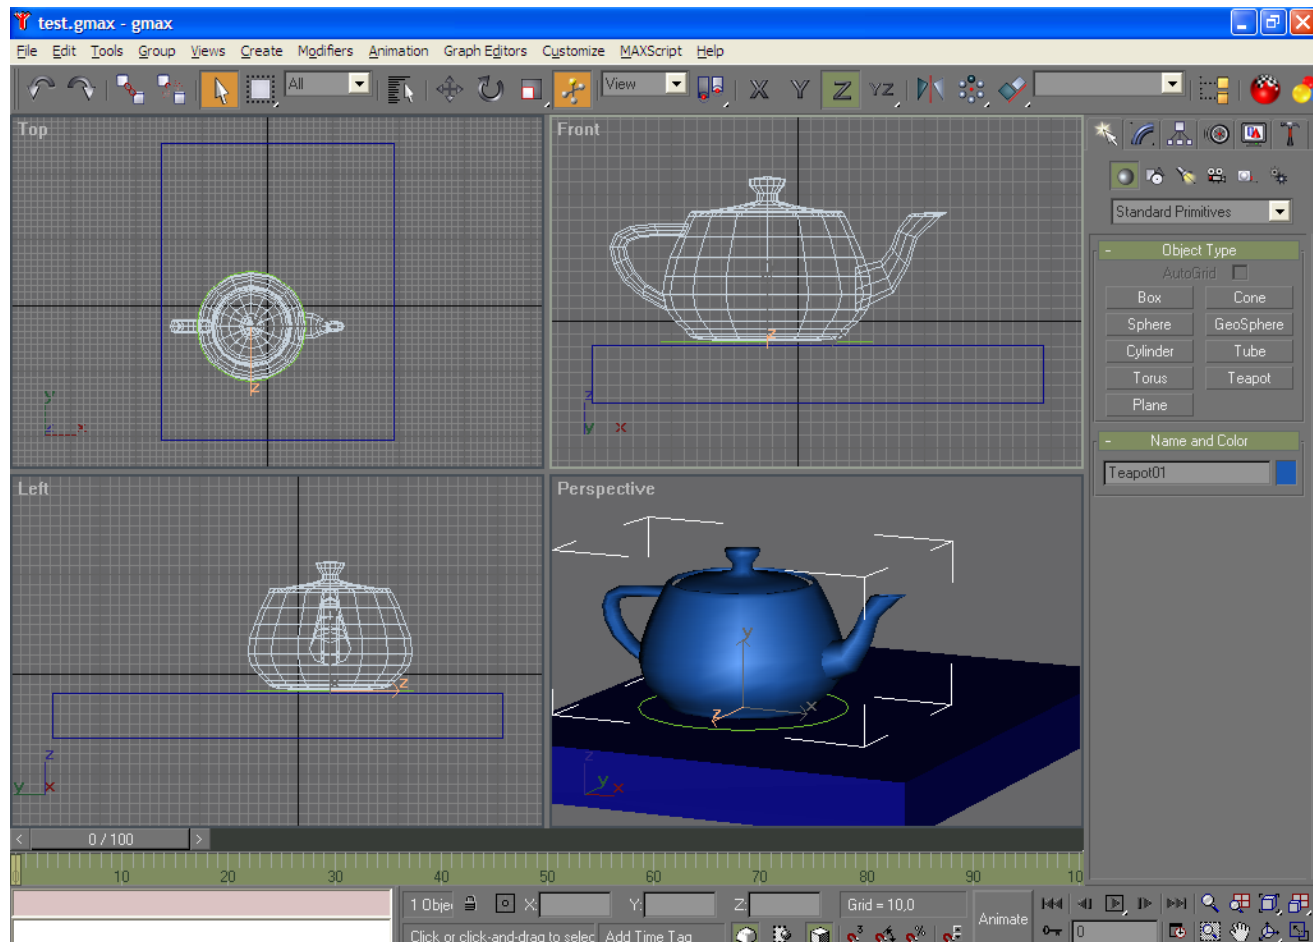 test.gmax - gmax
File Edit Tools Group Views Create Modifiers Animation Graph Editors Customize MAXScript Help
All View X Y Z YZ
Top Front
Standard Primitives
- Object Type
AutoGrid
Box Cone
Sphere GeoSphere
Cylinder Tube
Torus Teapot
Plane
z
z
y
x
z
y x
- Name and Color
Teapot01
Left Perspective
y
z x
z
z
y x
z
y x
< 0 / 100 >
10 20 30 40 50 60 70 80 90 10
1 Objec X: Y: Z: Grid = 10,0
Animate
0
Click or click-and-drag to selec Add Time Tag